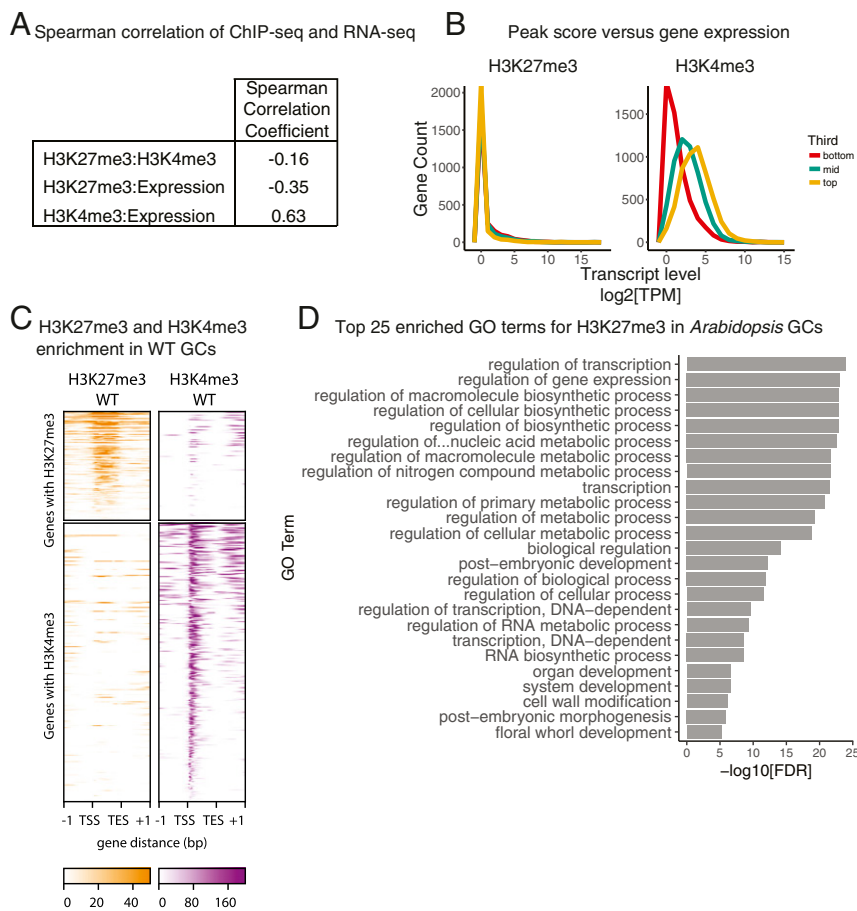 A Spearman correlation of ChIP-seq and RNA-seq
Spearman
Correlation
Coefficient
H3K27me3:H3K4me3 -0.16
H3K27me3:Expression -0.35
H3K4me3:Expression 0.63
B Peak score versus gene expression
H3K27me3 H3K4me3
Gene Count
2000
1500
1000
500
0
0 5 10 15
1500
1000
500
0
0 5 10 15
Transcript level
log2[TPM]
Third
bottom
mid
top
C H3K27me3 and H3K4me3
enrichment in WT GCs
H3K27me3 H3K4me3
WT WT
Genes with H3K27me3
Genes with H3K4me3
-1 TSS TES +1 -1 TSS TES +1
gene distance (bp)
0 20 40 0 80 160
D Top 25 enriched GO terms for H3K27me3 in Arabidopsis GCs
GO Term
regulation of transcription
regulation of gene expression
regulation of macromolecule biosynthetic process
regulation of cellular biosynthetic process
regulation of biosynthetic process
regulation of...nucleic acid metabolic process
regulation of macromolecule metabolic process
regulation of nitrogen compound metabolic process
transcription
regulation of primary metabolic process
regulation of metabolic process
regulation of cellular metabolic process
biological regulation
post−embryonic development
regulation of biological process
regulation of cellular process
regulation of transcription, DNA−dependent
regulation of RNA metabolic process
transcription, DNA−dependent
RNA biosynthetic process
organ development
system development
cell wall modification
post−embryonic morphogenesis
floral whorl development
0 5 10 15 20 25
−log10[FDR]